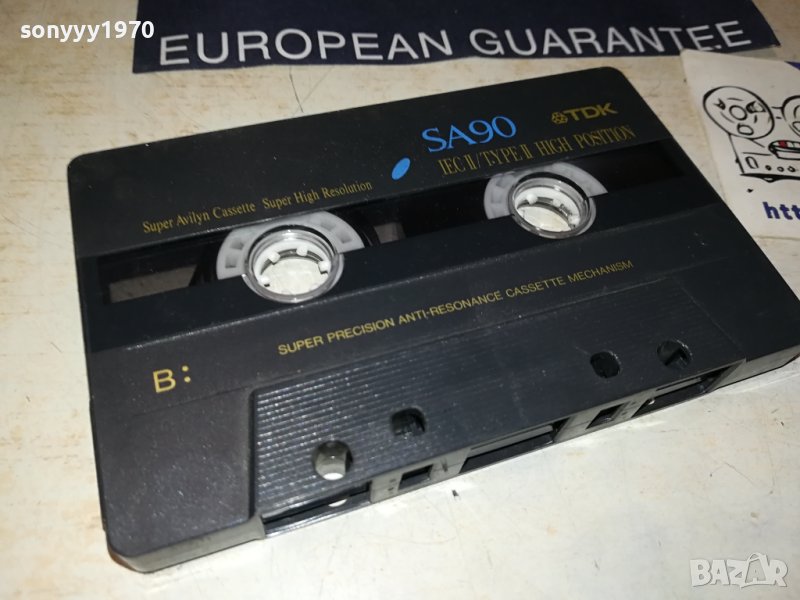 sonyyy1970
EUROPEAN GUARANTEE
SA90
TDK
IEC II / TYPE II HIGH POSITION
Super Avilyn Cassette Super High Resolution
SUPER PRECISION ANTI-RESONANCE CASSETTE MECHANISM
B:
htt
BAZAR